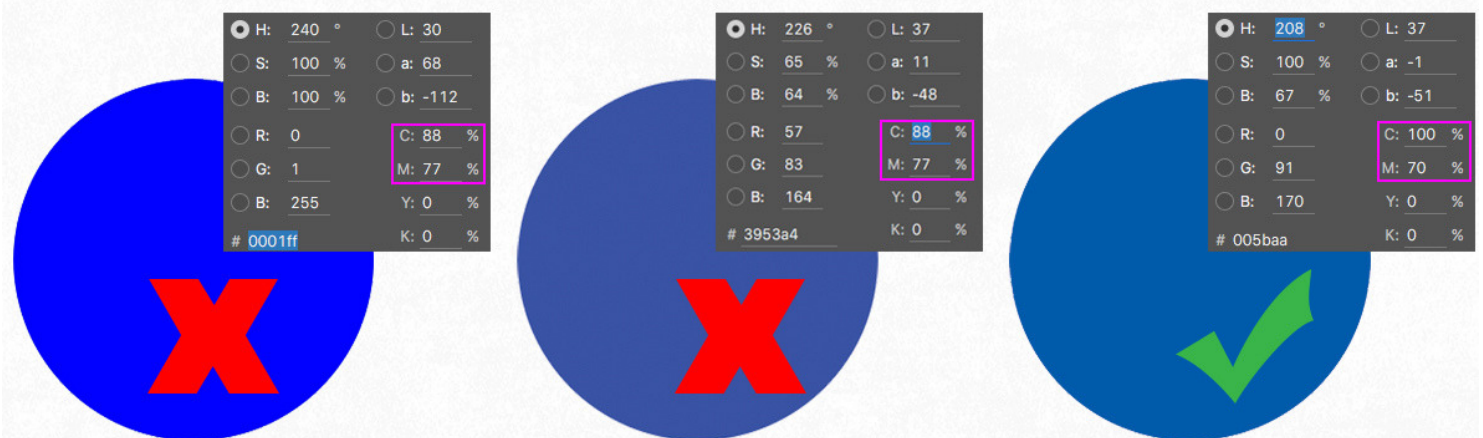 H: 240 ° L: 30
S: 100 % a: 68
B: 100 % b: -112
R: 0 C: 88 %
G: 1 M: 77 %
B: 255 Y: 0 %
# 0001ff K: 0 %
H: 226 ° L: 37
S: 65 % a: 11
B: 64 % b: -48
R: 57 C: 88 %
G: 83 M: 77 %
B: 164 Y: 0 %
# 3953a4 K: 0 %
H: 208 ° L: 37
S: 100 % a: -1
B: 67 % b: -51
R: 0 C: 100 %
G: 91 M: 70 %
B: 170 Y: 0 %
# 005baa K: 0 %
X
X